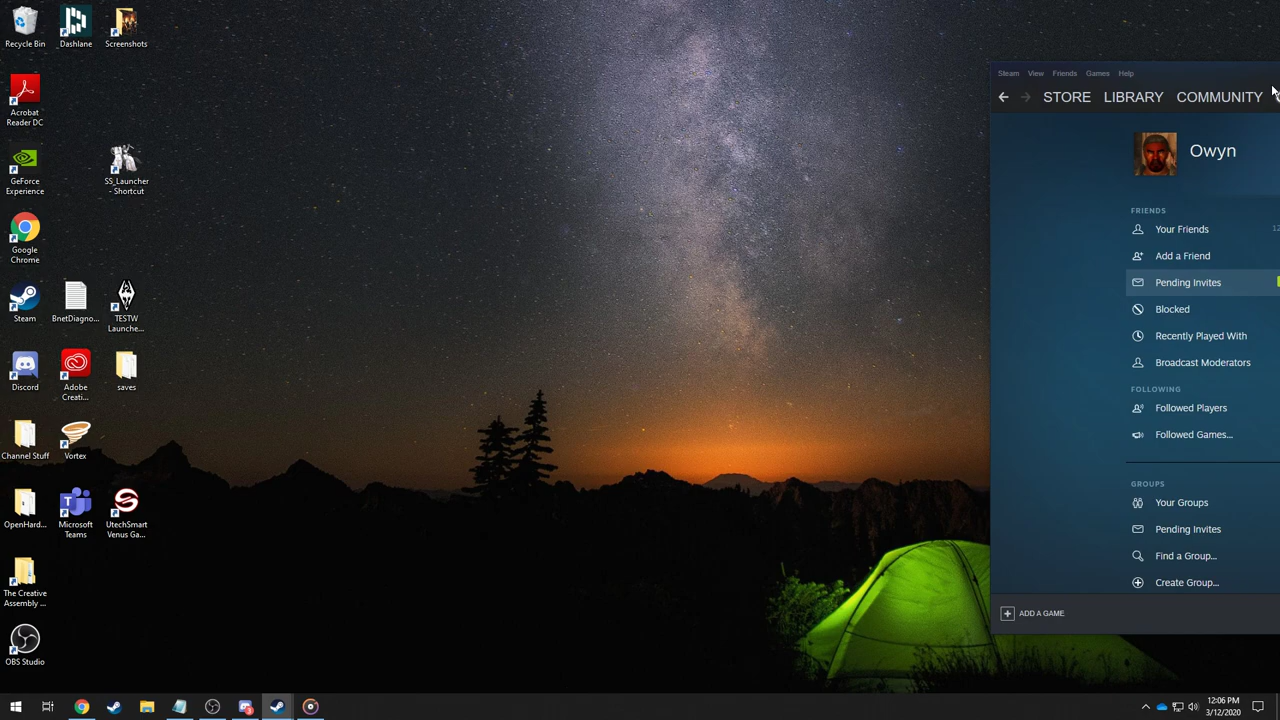 Recycle Bin
Dashlane
Screenshots
Acrobat
Reader DC
GeForce
Experience
SS_Launcher
- Shortcut
Google
Chrome
Steam
BnetDiagno...
TESTW
Launche...
Discord
Adobe
Creati...
saves
Channel Stuff
Vortex
OpenHard...
Microsoft
Teams
UtechSmart
Venus Ga...
The Creative
Assembly ...
OBS Studio
Steam View Friends Games Help
STORE LIBRARY COMMUNITY
Owyn
FRIENDS
Your Friends
Add a Friend
Pending Invites
Blocked
Recently Played With
Broadcast Moderators
FOLLOWING
Followed Players
Followed Games...
GROUPS
Your Groups
Pending Invites
Find a Group...
Create Group...
ADD A GAME
12:06 PM
3/12/2020